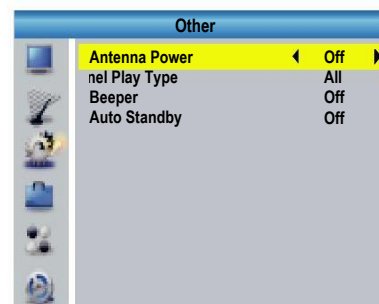 Other
Antenna Power Off
nel Play Type All
Beeper Off
Auto Standby Off